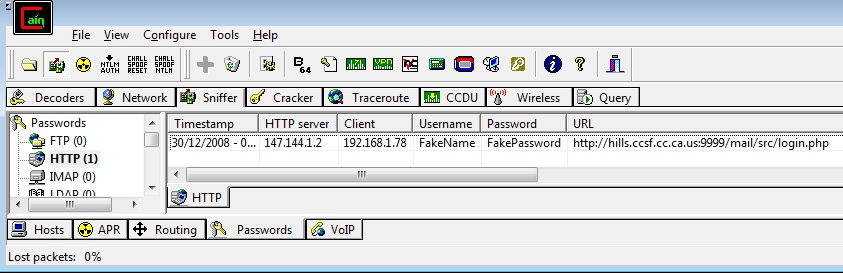 Cain
File View Configure Tools Help
NTLM AUTH CHALL SPOOF RESET CHALL SPOOF NTLM B 64
Decoders Network Sniffer Cracker Traceroute CCDU Wireless Query
Passwords
FTP (0)
HTTP (1)
IMAP (0)
LDAP (0)
Timestamp HTTP server Client Username Password URL
30/12/2008 - 0... 147.144.1.2 192.168.1.78 FakeName FakePassword http://hills.ccsf.cc.ca.us:9999/mail/src/login.php
HTTP
Hosts APR Routing Passwords VoIP
Lost packets: 0%